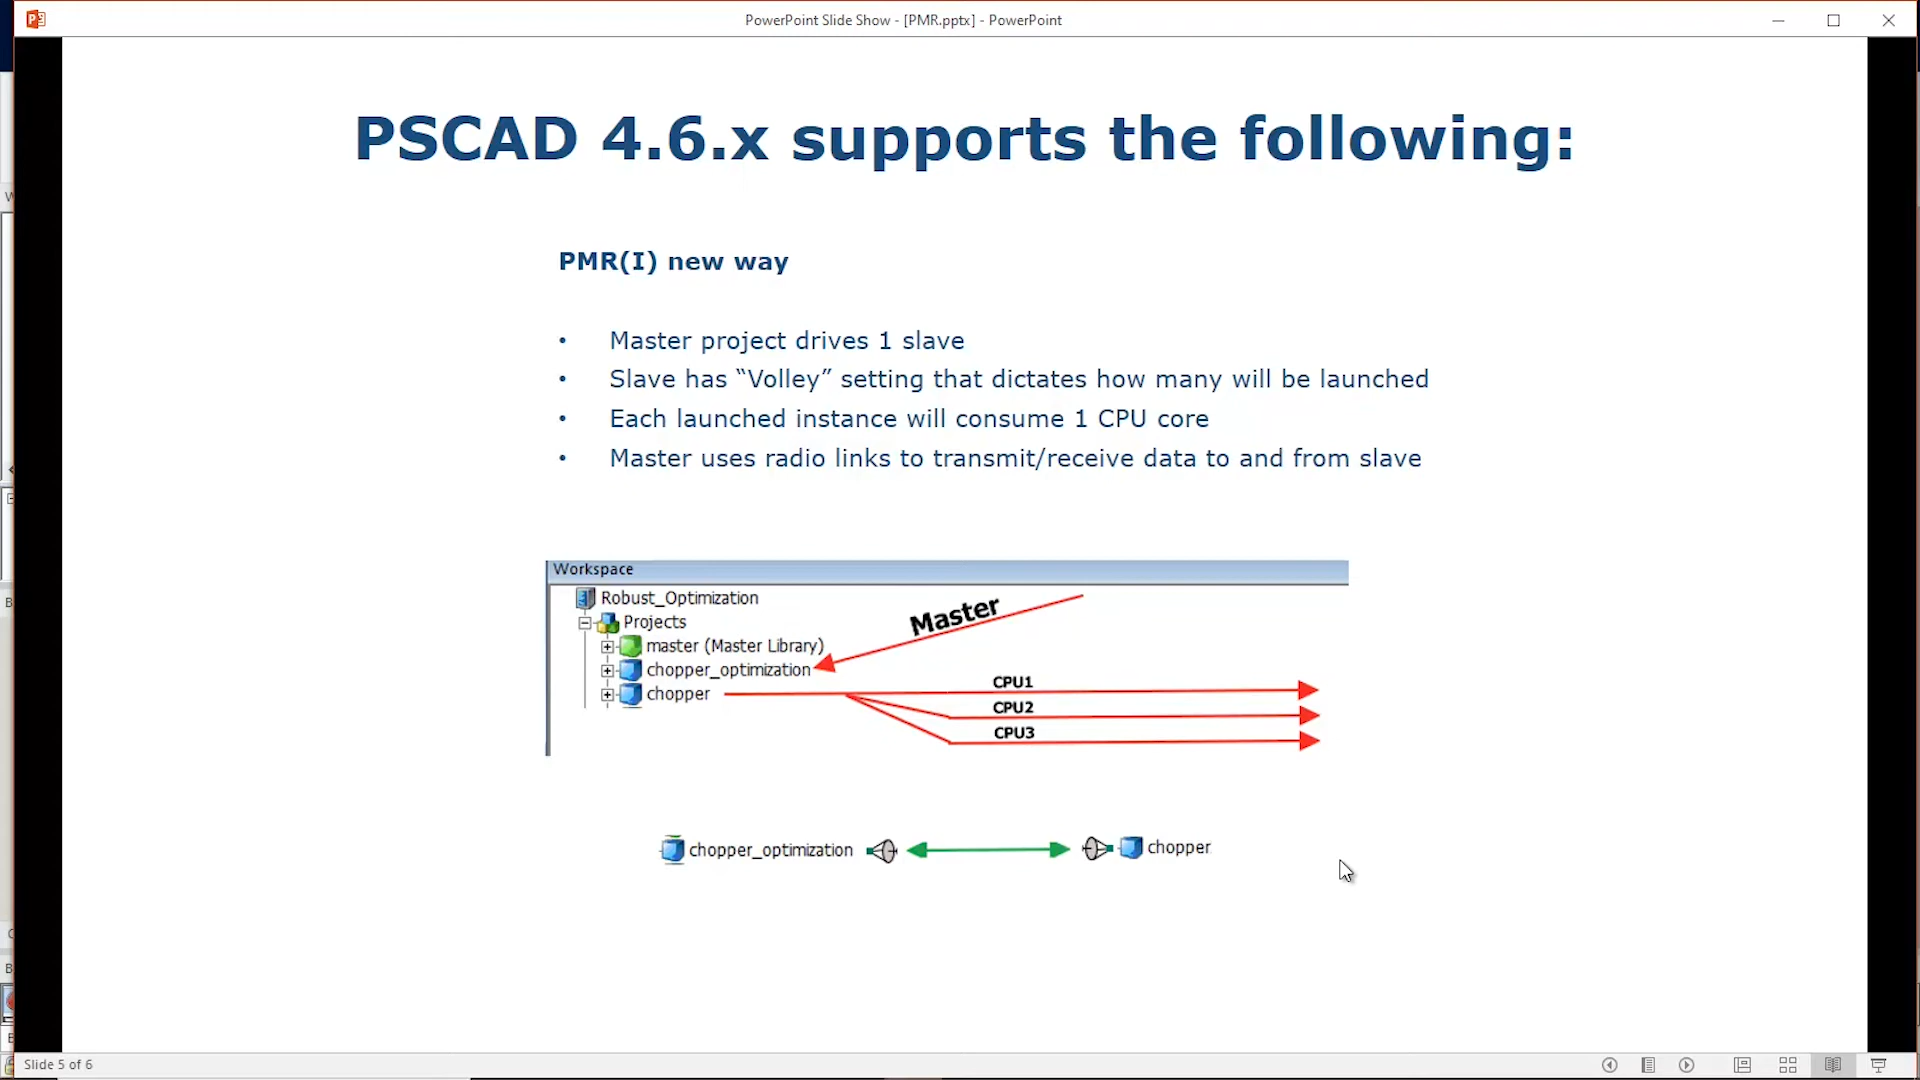 PowerPoint Slide Show - [PMR.pptx] - PowerPoint
PSCAD 4.6.x supports the following:
PMR(I) new way
• Master project drives 1 slave
• Slave has “Volley” setting that dictates how many will be launched
• Each launched instance will consume 1 CPU core
• Master uses radio links to transmit/receive data to and from slave
Workspace
Robust_Optimization
Projects
master (Master Library)
chopper_optimization
chopper
Master
CPU1
CPU2
CPU3
chopper_optimization
chopper
Slide 5 of 6